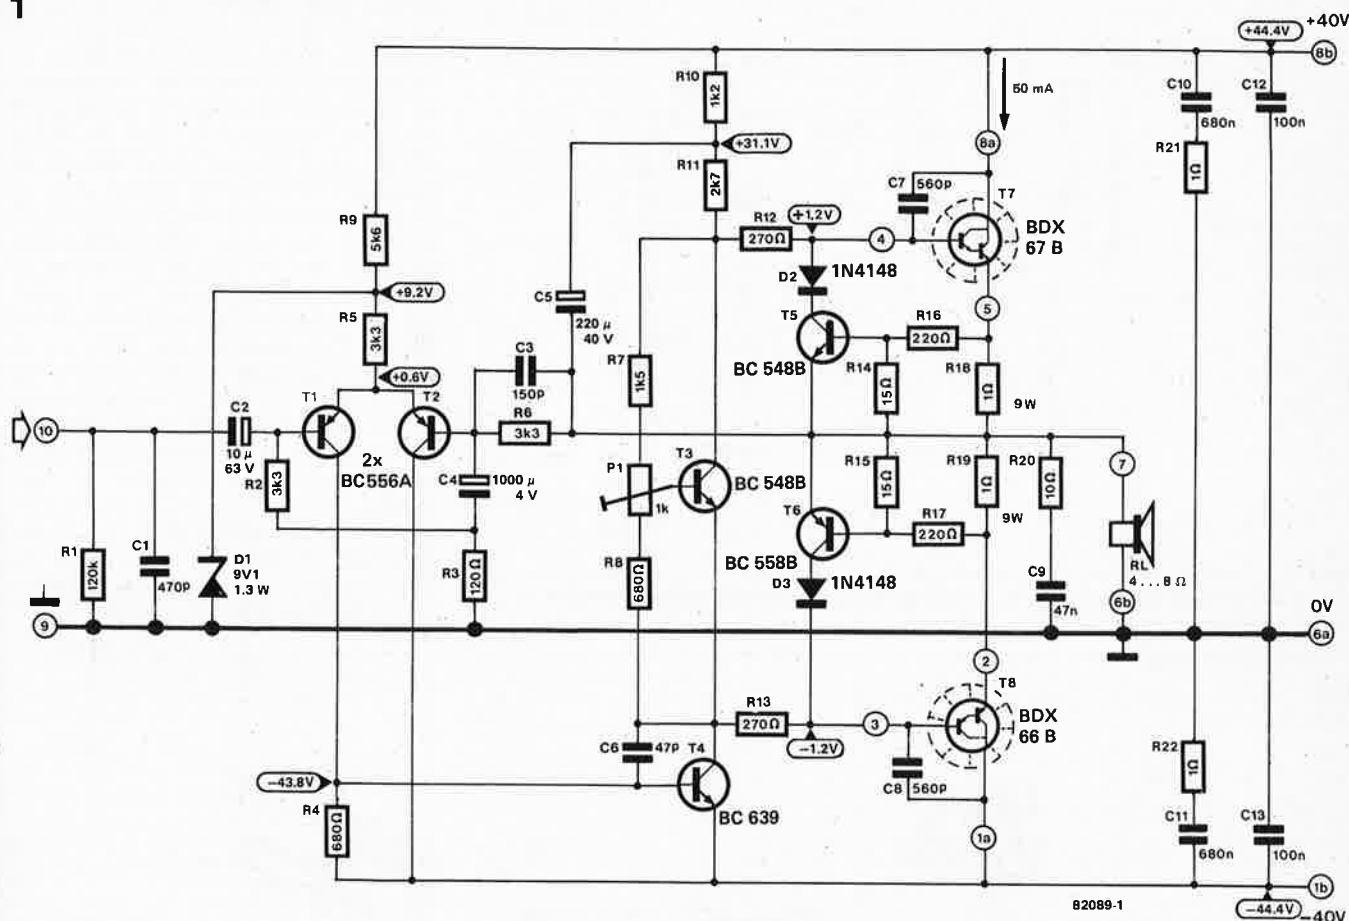 1
+40V
+44.4V
8b
R10
1k2
50 mA
C10
680n
C12
100n
8a
+31.1V
R11
2k7
R21
1Ω
C7
560p
T7
BDX
67 B
R9
5k6
R12
270Ω
+1.2V
4
D2
1N4148
+9.2V
C5
220 µ
40 V
5
R5
3k3
T5
BC 548B
R16
220Ω
R7
1k5
C3
150p
R14
15Ω
R18
1Ω
9W
+0.6V
T1
T2
10
C2
10 µ
63 V
R6
3k3
2x
BC556A
R2
3k3
C4
1000 µ
4 V
P1
1k
T3
BC 548B
R15
15Ω
R19
1Ω
9W
R20
10Ω
7
T6
BC 558B
R17
220Ω
R1
120k
C1
470p
D1
9V1
1.3 W
R3
120Ω
R8
680Ω
D3
1N4148
C9
47n
RL
4...8 Ω
6b
9
0V
6a
2
T8
BDX
66 B
R13
270Ω
3
-1.2V
C6
47p
T4
BC 639
C8
560p
R22
1Ω
-43.8V
R4
680Ω
1a
C11
680n
C13
100n
1b
82089-1
-44.4V
-40V